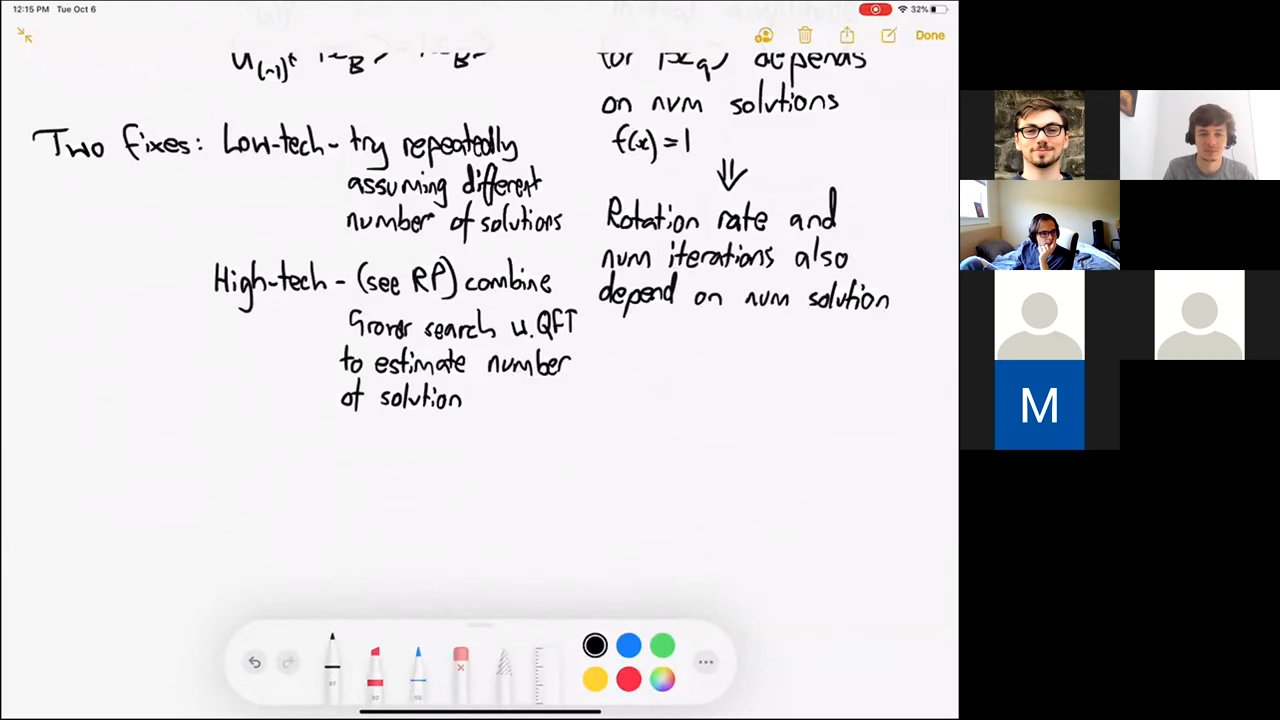 12:15 PM Tue Oct 6
32%
Done
depends
on num solutions
f(x) = 1
⇓
Rotation rate and
num iterations also
depend on num solution
Two fixes: Low-tech - try repeatedly
assuming different
number of solutions
High-tech - (see RP) combine
Grover search w. QFT
to estimate number
of solution
M